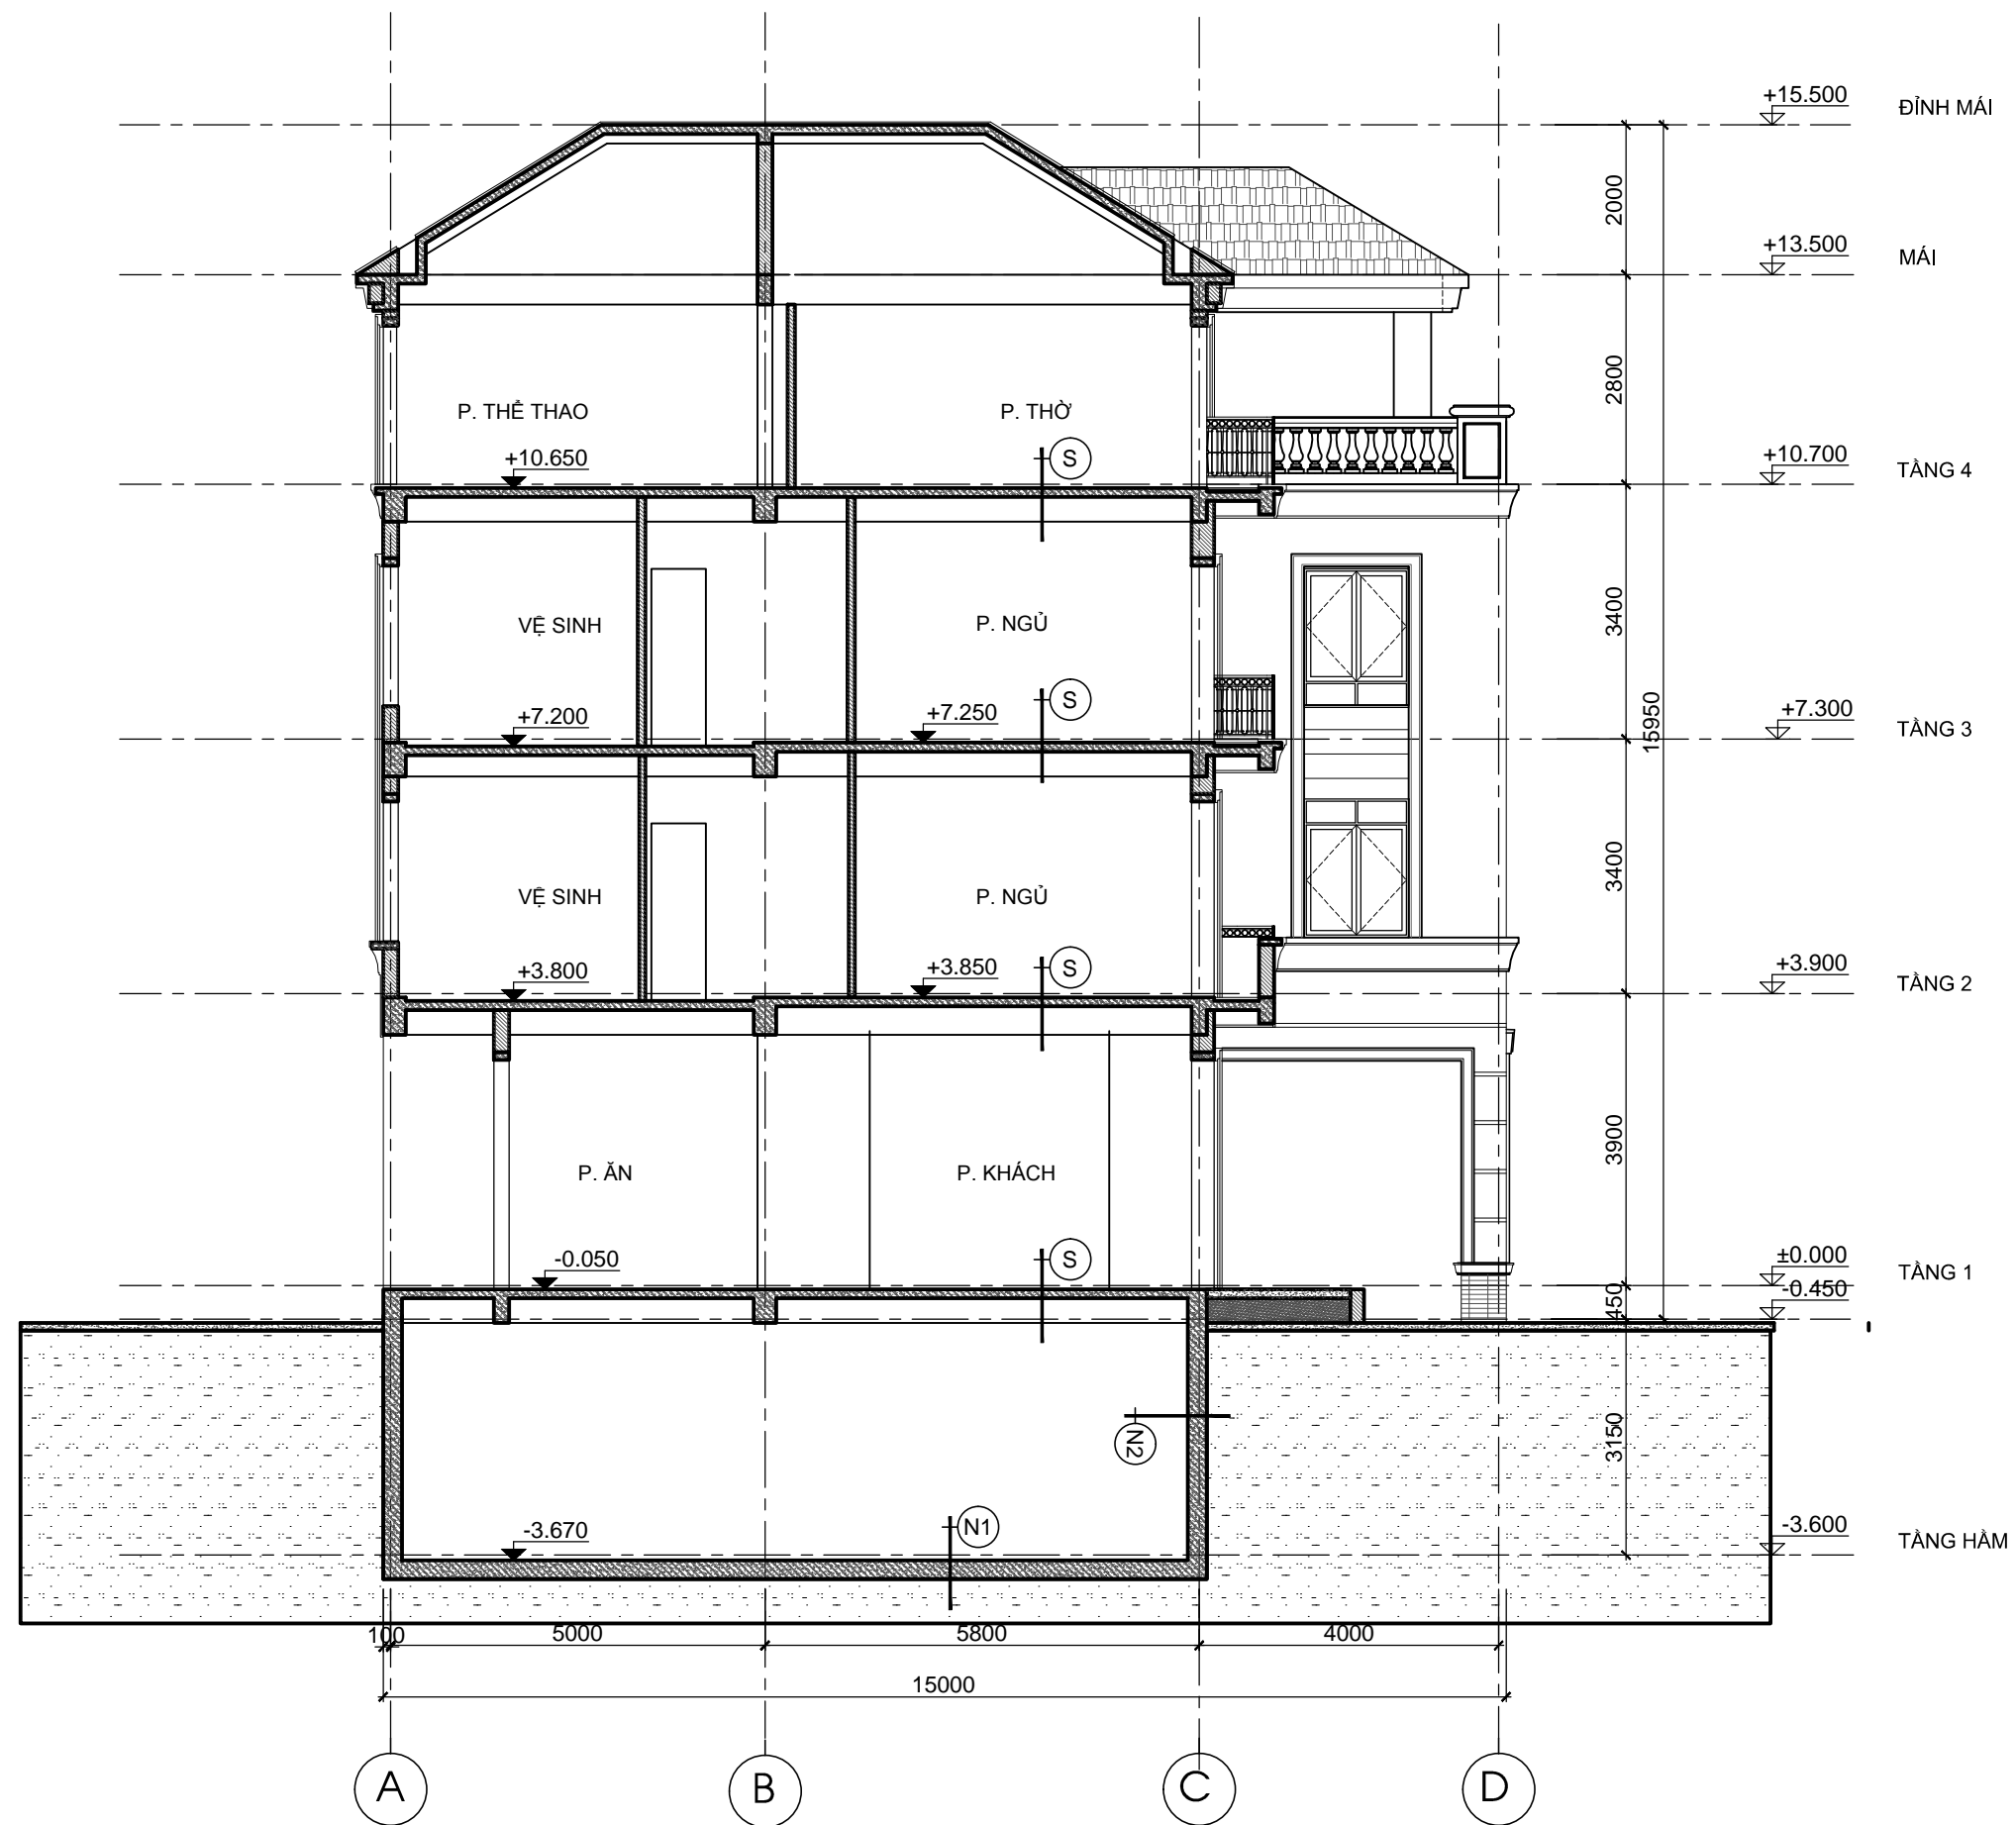 +15.500
ĐỈNH MÁI
2000
+13.500
MÁI
2800
P. THỂ THAO
P. THỜ
+10.650
S
+10.700
TẦNG 4
3400
VỆ SINH
P. NGỦ
15950
+7.200
+7.250
S
+7.300
TẦNG 3
3400
VỆ SINH
P. NGỦ
+3.800
+3.850
S
+3.900
TẦNG 2
3900
P. ĂN
P. KHÁCH
-0.050
S
±0.000
TẦNG 1
450
-0.450
3150
N2
-3.670
N1
-3.600
TẦNG HẦM
100
5000
5800
4000
15000
A
B
C
D